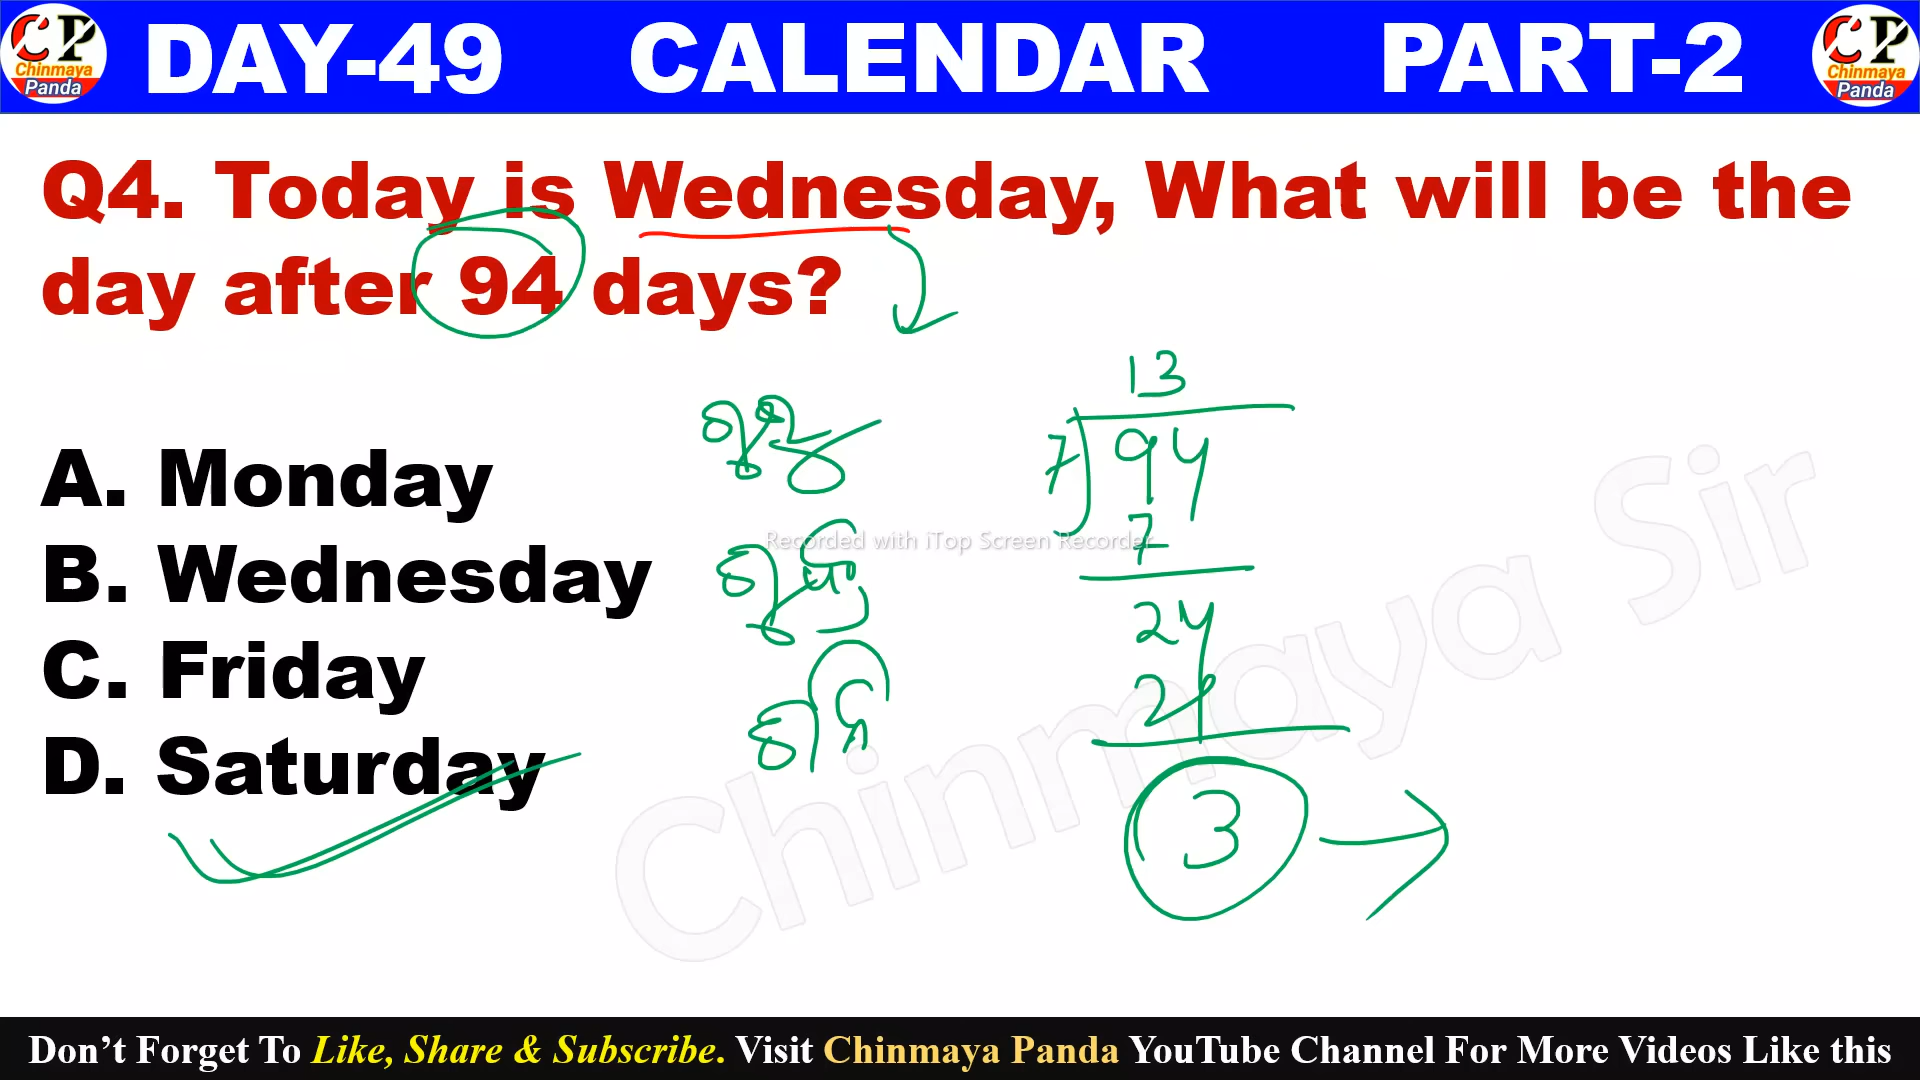 CP Chinmaya Panda DAY-49 CALENDAR PART-2 CP Chinmaya Panda
Q4. Today is Wednesday, What will be the
day after 94 days?
A. Monday
B. Wednesday
C. Friday
D. Saturday
13
7 94
7
24
21
3
Recorded with iTop Screen Recorder
Chinmaya Sir
Don't Forget To Like, Share & Subscribe. Visit Chinmaya Panda YouTube Channel For More Videos Like this